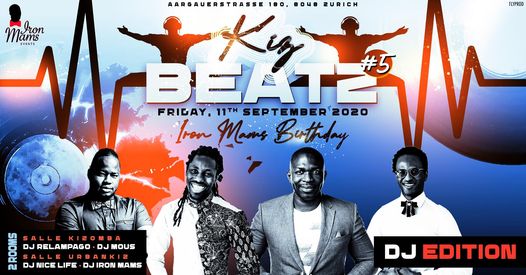 AARGAUERSTRASSE 180, 8048 ZURICH
FLYPROD
Iron
Mams
EVENTS
Kiz
BEATZ #5
FRIDAY, 11TH SEPTEMBER 2020
Iron Mams Birthday
2 ROOMS
SALLE KIZOMBA
DJ RELAMPAGO - DJ MOUS
SALLE URBANKIZ
DJ NICE LIFE - DJ IRON MAMS
DJ EDITION